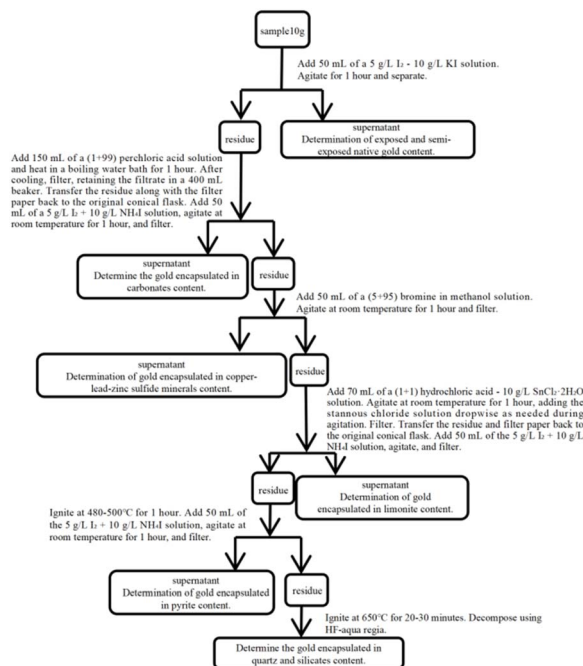 sample10g
Add 50 mL of a 5 g/L I₂ - 10 g/L KI solution.
Agitate for 1 hour and separate.
residue
supernatant
Determination of exposed and semi-
exposed native gold content.
Add 150 mL of a (1+99) perchloric acid solution
and heat in a boiling water bath for 1 hour. After
cooling, filter, retaining the filtrate in a 400 mL
beaker. Transfer the residue along with the filter
paper back to the original conical flask. Add 50
mL of a 5 g/L I₂ + 10 g/L NH₄I solution, agitate at
room temperature for 1 hour, and filter.
supernatant
Determine the gold encapsulated in
carbonates content.
residue
Add 50 mL of a (5+95) bromine in methanol solution.
Agitate at room temperature for 1 hour and filter.
supernatant
Determination of gold encapsulated in copper-
lead-zinc sulfide minerals content.
residue
Add 70 mL of a (1+1) hydrochloric acid - 10 g/L SnCl₂·2H₂O
solution. Agitate at room temperature for 1 hour, adding the
stannous chloride solution dropwise as needed during
agitation. Filter. Transfer the residue and filter paper back to
the original conical flask. Add 50 mL of the 5 g/L I₂ + 10 g/L
NH₄I solution, agitate, and filter.
residue
supernatant
Determination of gold
encapsulated in limonite content.
Ignite at 480-500°C for 1 hour. Add 50 mL of
the 5 g/L I₂ + 10 g/L NH₄I solution, agitate at
room temperature for 1 hour, and filter.
supernatant
Determination of gold encapsulated
in pyrite content.
residue
Ignite at 650°C for 20-30 minutes. Decompose using
HF-aqua regia.
Determine the gold encapsulated in
quartz and silicates content.